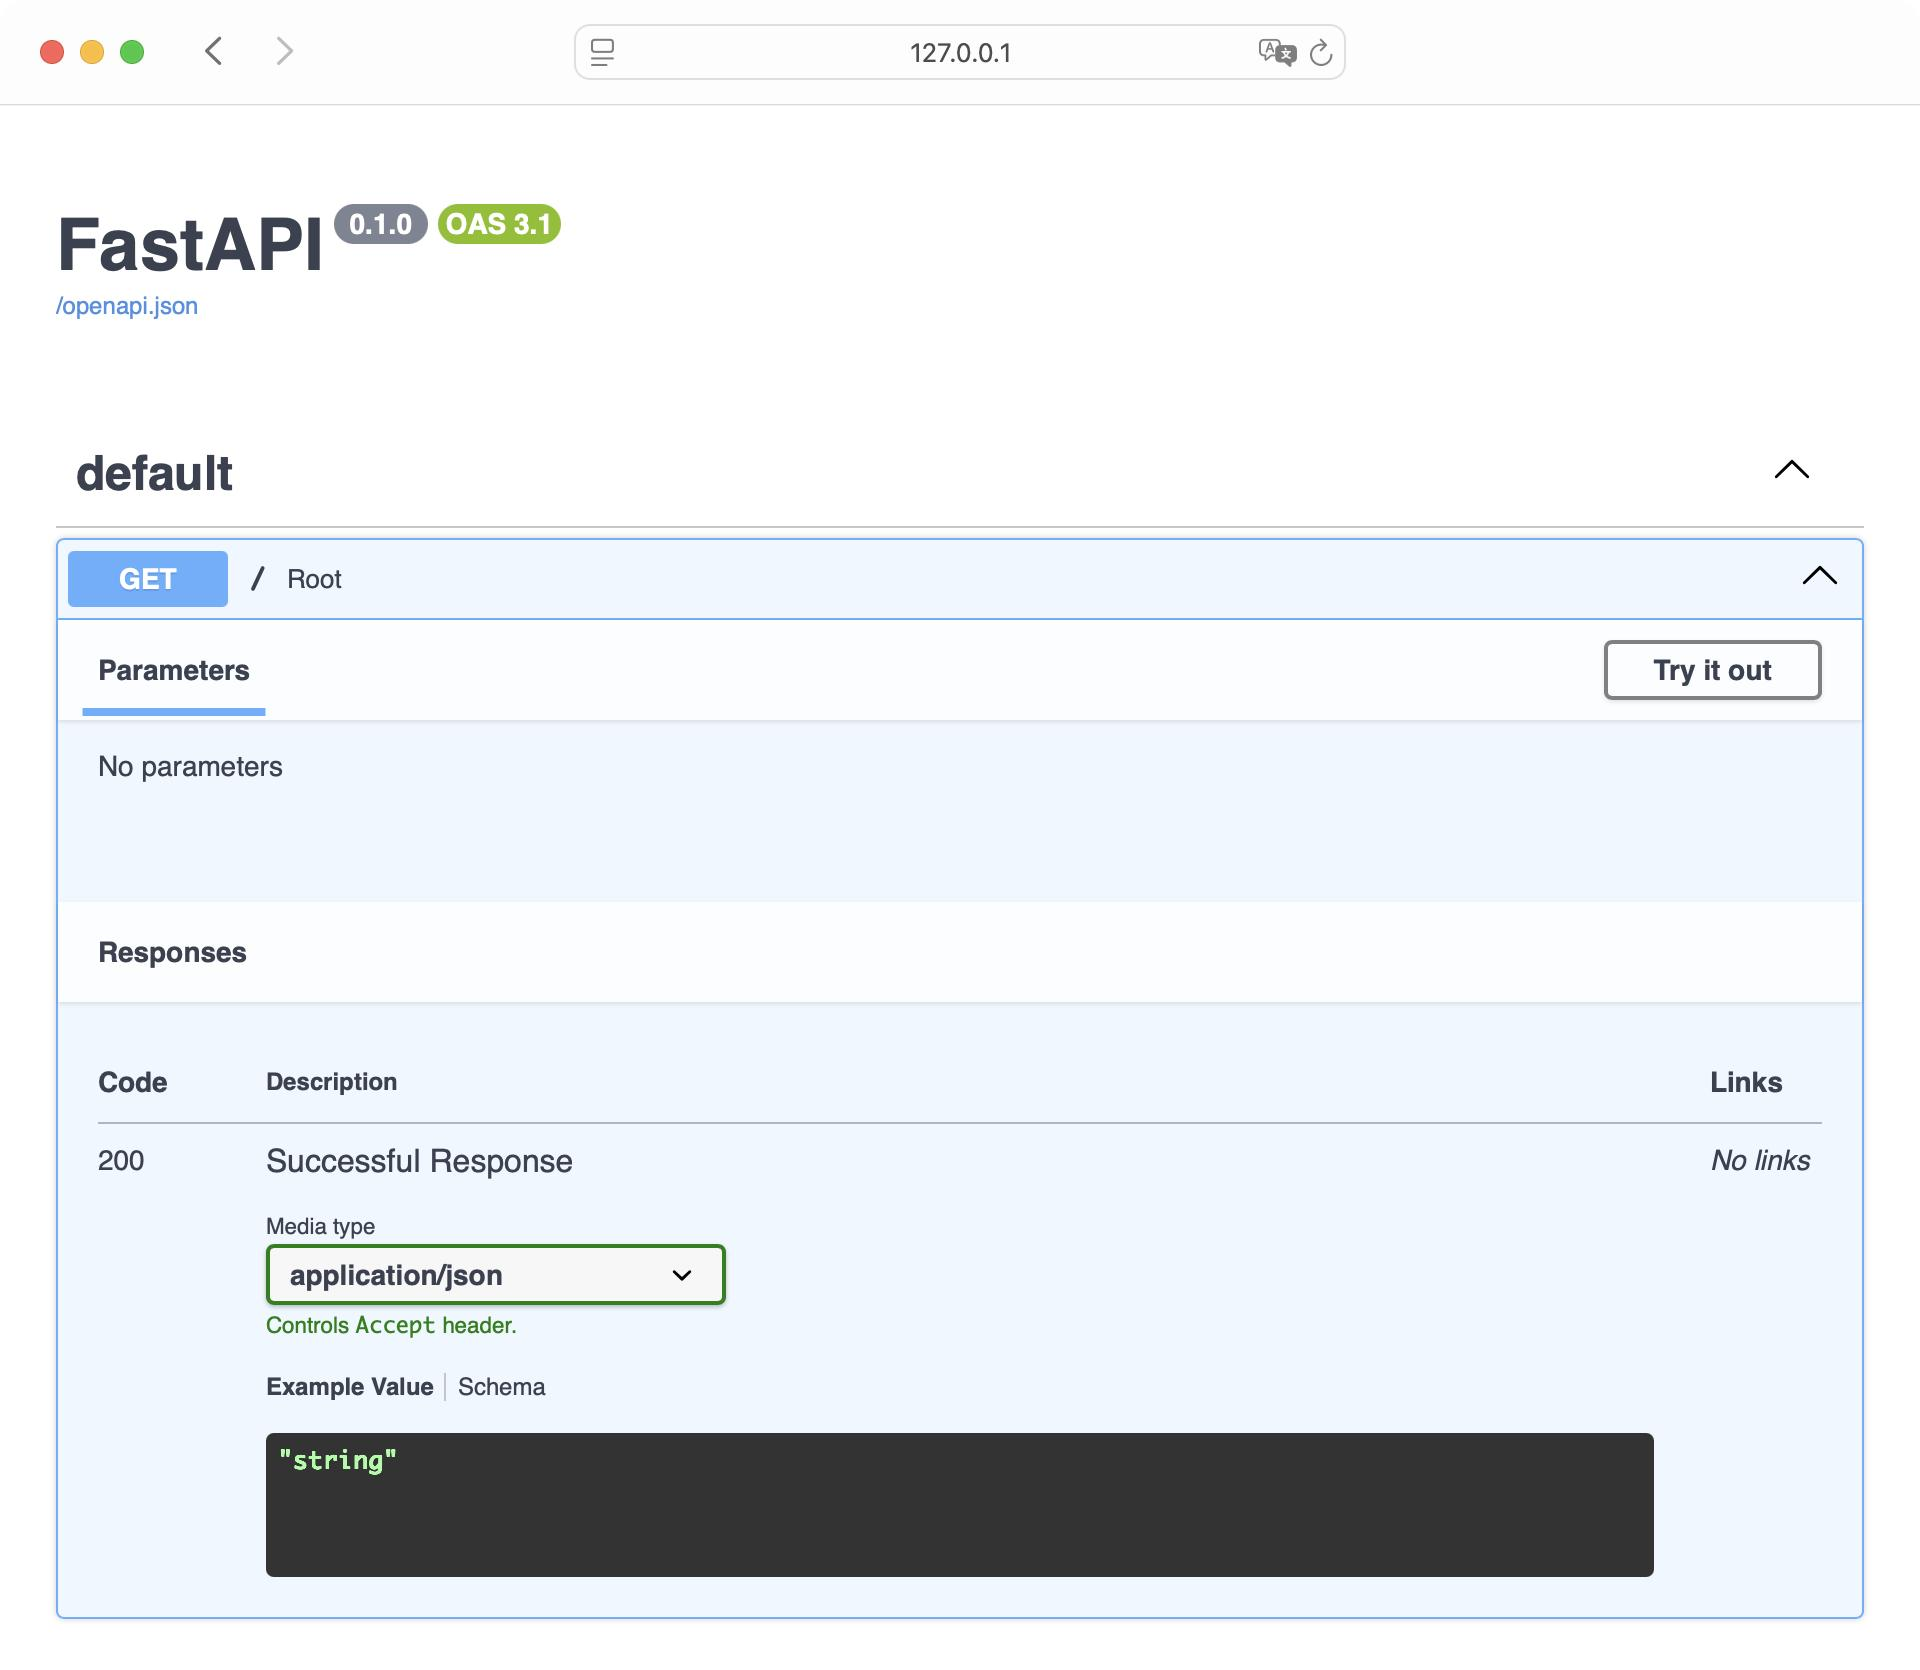 127.0.0.1
FastAPI 0.1.0 OAS 3.1
/openapi.json
default
GET / Root
Parameters Try it out
No parameters
Responses
Code Description Links
200 Successful Response No links
Media type
application/json
Controls Accept header.
Example Value Schema
"string"